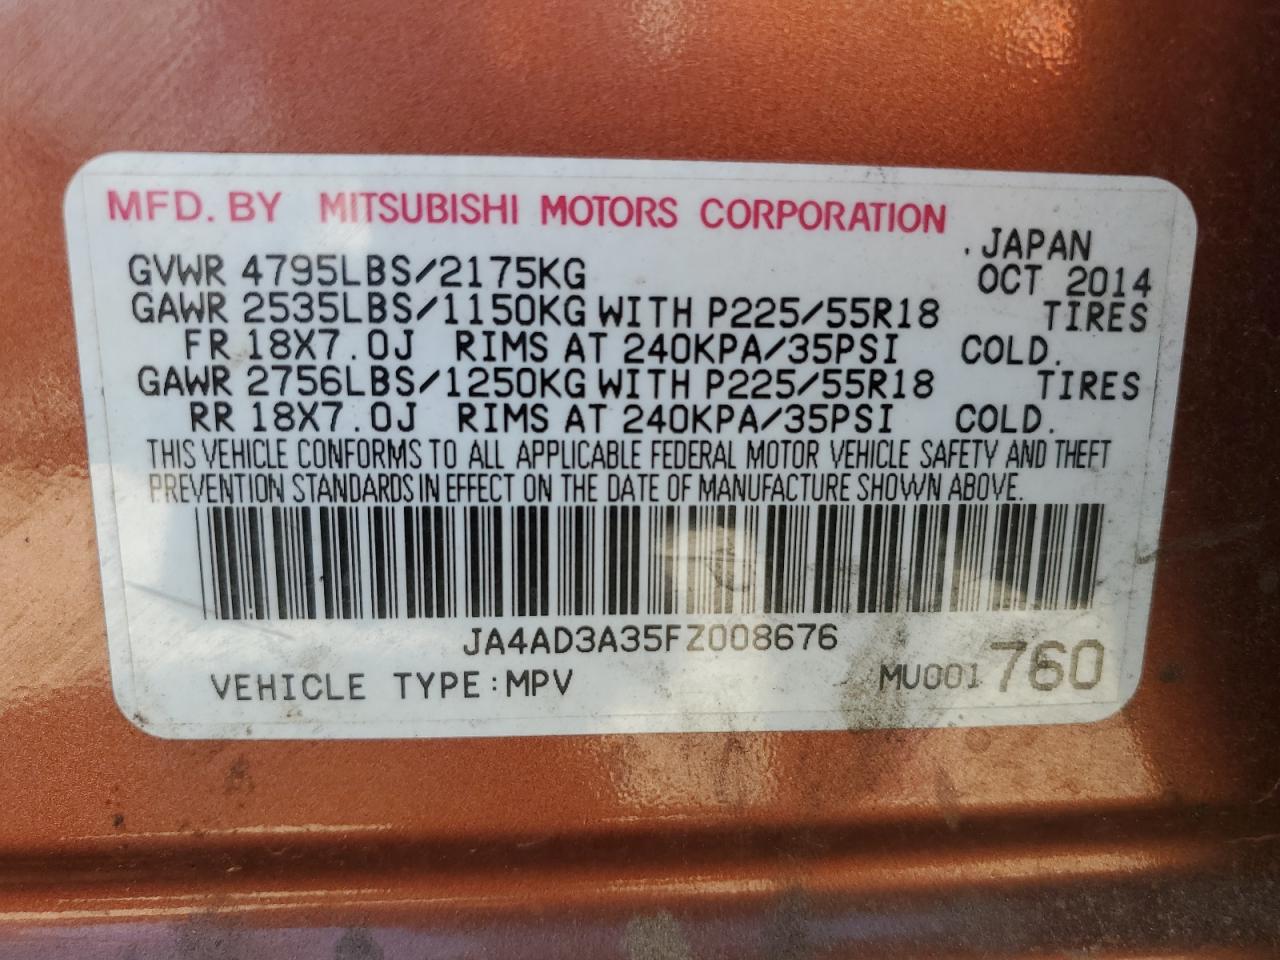 MFD. BY MITSUBISHI MOTORS CORPORATION
.JAPAN
GVWR 4795LBS/2175KG OCT 2014
GAWR 2535LBS/1150KG WITH P225/55R18 TIRES
FR 18X7.0J RIMS AT 240KPA/35PSI COLD.
GAWR 2756LBS/1250KG WITH P225/55R18 TIRES
RR 18X7.0J RIMS AT 240KPA/35PSI COLD.
THIS VEHICLE CONFORMS TO ALL APPLICABLE FEDERAL MOTOR VEHICLE SAFETY AND THEFT
PREVENTION STANDARDS IN EFFECT ON THE DATE OF MANUFACTURE SHOWN ABOVE.
JA4AD3A35FZ008676
VEHICLE TYPE:MPV MU001760